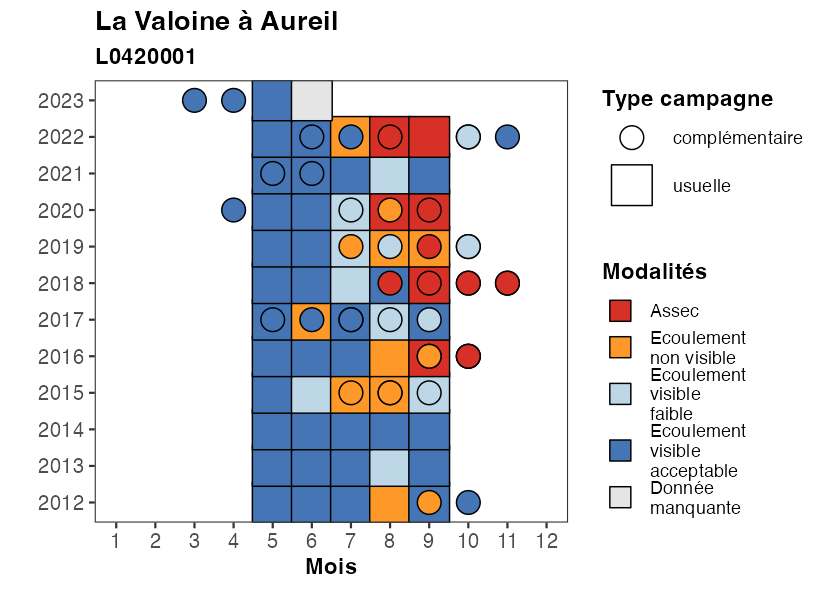 La Valoine à Aureil
L0420001
2023
2022
2021
2020
2019
2018
2017
2016
2015
2014
2013
2012
1 2 3 4 5 6 7 8 9 10 11 12
Mois
Type campagne
complémentaire
usuelle
Modalités
Assec
Ecoulement
non visible
Ecoulement
visible
faible
Ecoulement
visible
acceptable
Donnée
manquante